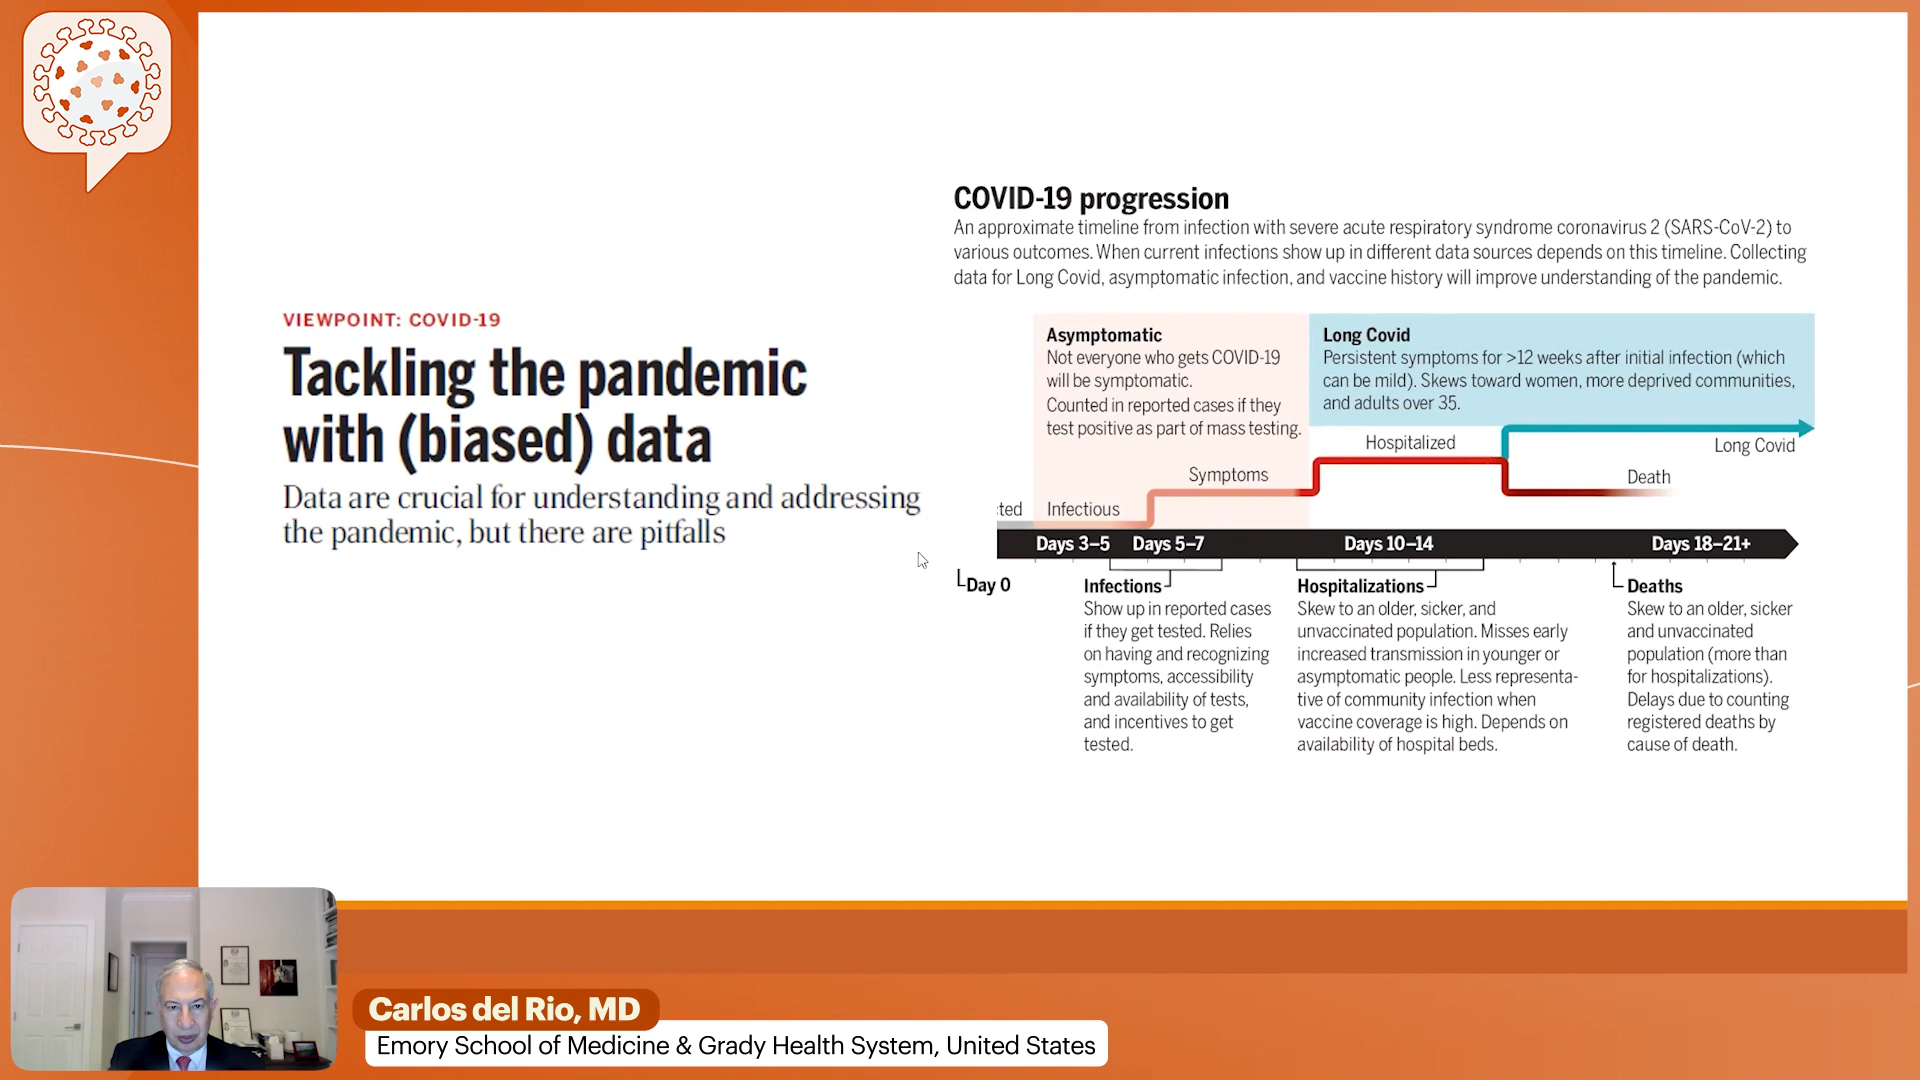 VIEWPOINT: COVID-19
Tackling the pandemic
with (biased) data
Data are crucial for understanding and addressing
the pandemic, but there are pitfalls
COVID-19 progression
An approximate timeline from infection with severe acute respiratory syndrome coronavirus 2 (SARS-CoV-2) to
various outcomes. When current infections show up in different data sources depends on this timeline. Collecting
data for Long Covid, asymptomatic infection, and vaccine history will improve understanding of the pandemic.
Asymptomatic
Not everyone who gets COVID-19
will be symptomatic.
Counted in reported cases if they
test positive as part of mass testing.
Long Covid
Persistent symptoms for >12 weeks after initial infection (which
can be mild). Skews toward women, more deprived communities,
and adults over 35.
Hospitalized
Long Covid
Symptoms
Death
cted
Infectious
Days 3–5
Days 5–7
Days 10–14
Days 18–21+
Day 0
Infections
Show up in reported cases
if they get tested. Relies
on having and recognizing
symptoms, accessibility
and availability of tests,
and incentives to get
tested.
Hospitalizations
Skew to an older, sicker, and
unvaccinated population. Misses early
increased transmission in younger or
asymptomatic people. Less representa-
tive of community infection when
vaccine coverage is high. Depends on
availability of hospital beds.
Deaths
Skew to an older, sicker
and unvaccinated
population (more than
for hospitalizations).
Delays due to counting
registered deaths by
cause of death.
Carlos del Rio, MD
Emory School of Medicine & Grady Health System, United States